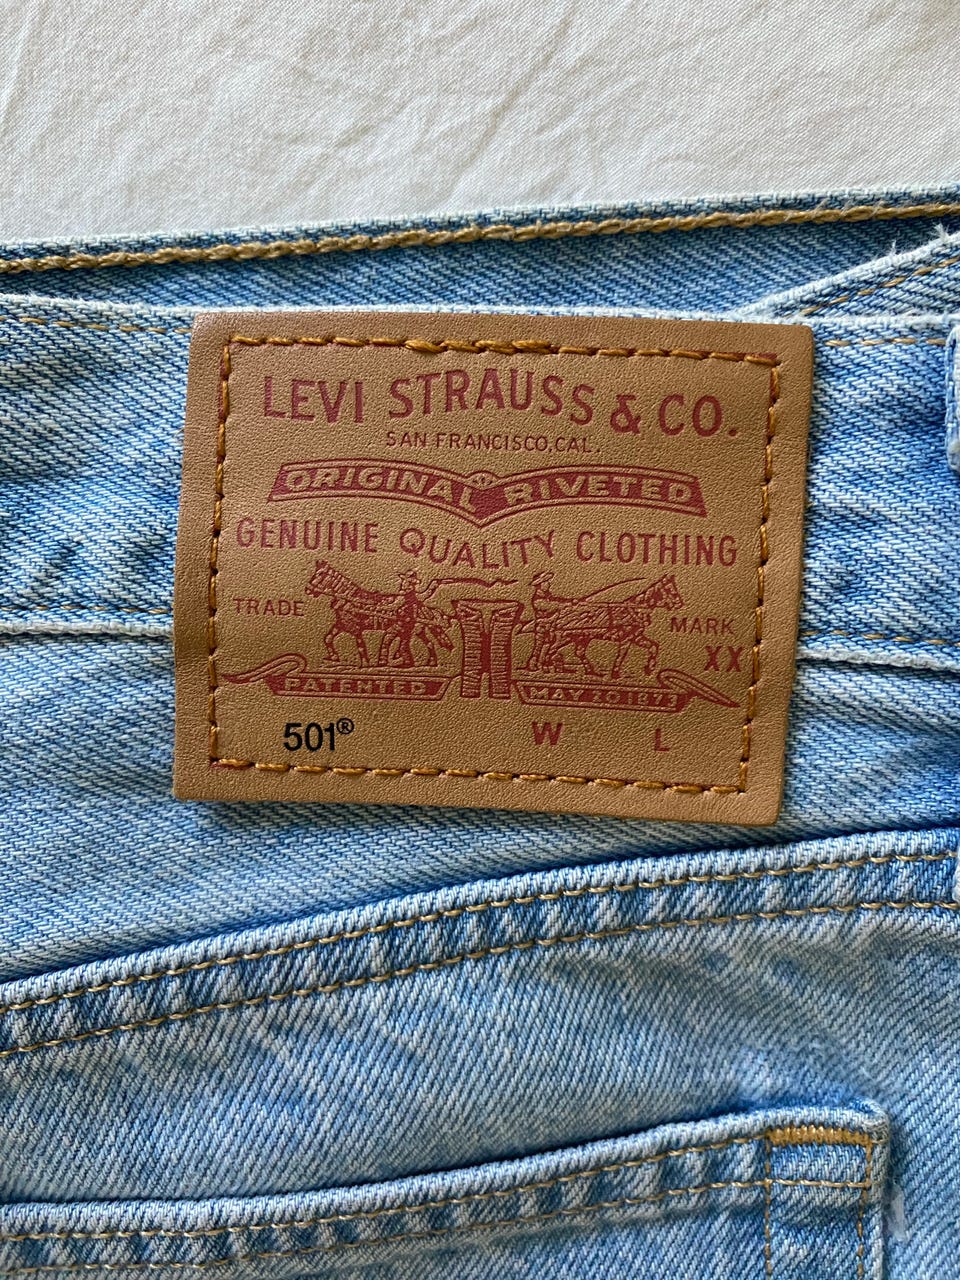 LEVI STRAUSS & CO.
SAN FRANCISCO, CAL.
ORIGINAL RIVETED
GENUINE QUALITY CLOTHING
TRADE MARK
XX
PATENTED MAY 20 1873
501® W L